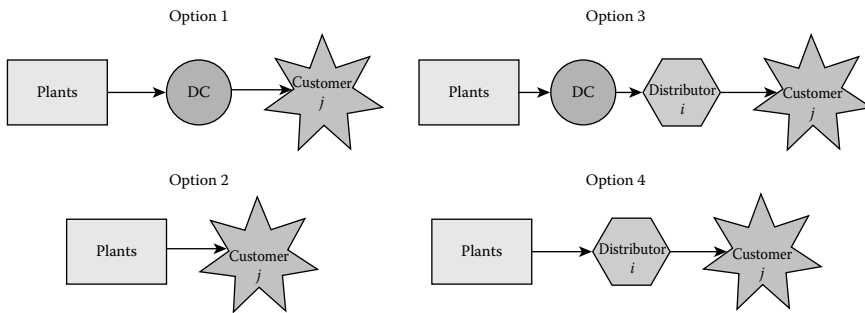 Option 1
Plants
DC
Customer
j
Option 3
Plants
DC
Distributor
i
Customer
j
Option 2
Plants
Customer
j
Option 4
Plants
Distributor
i
Customer
j